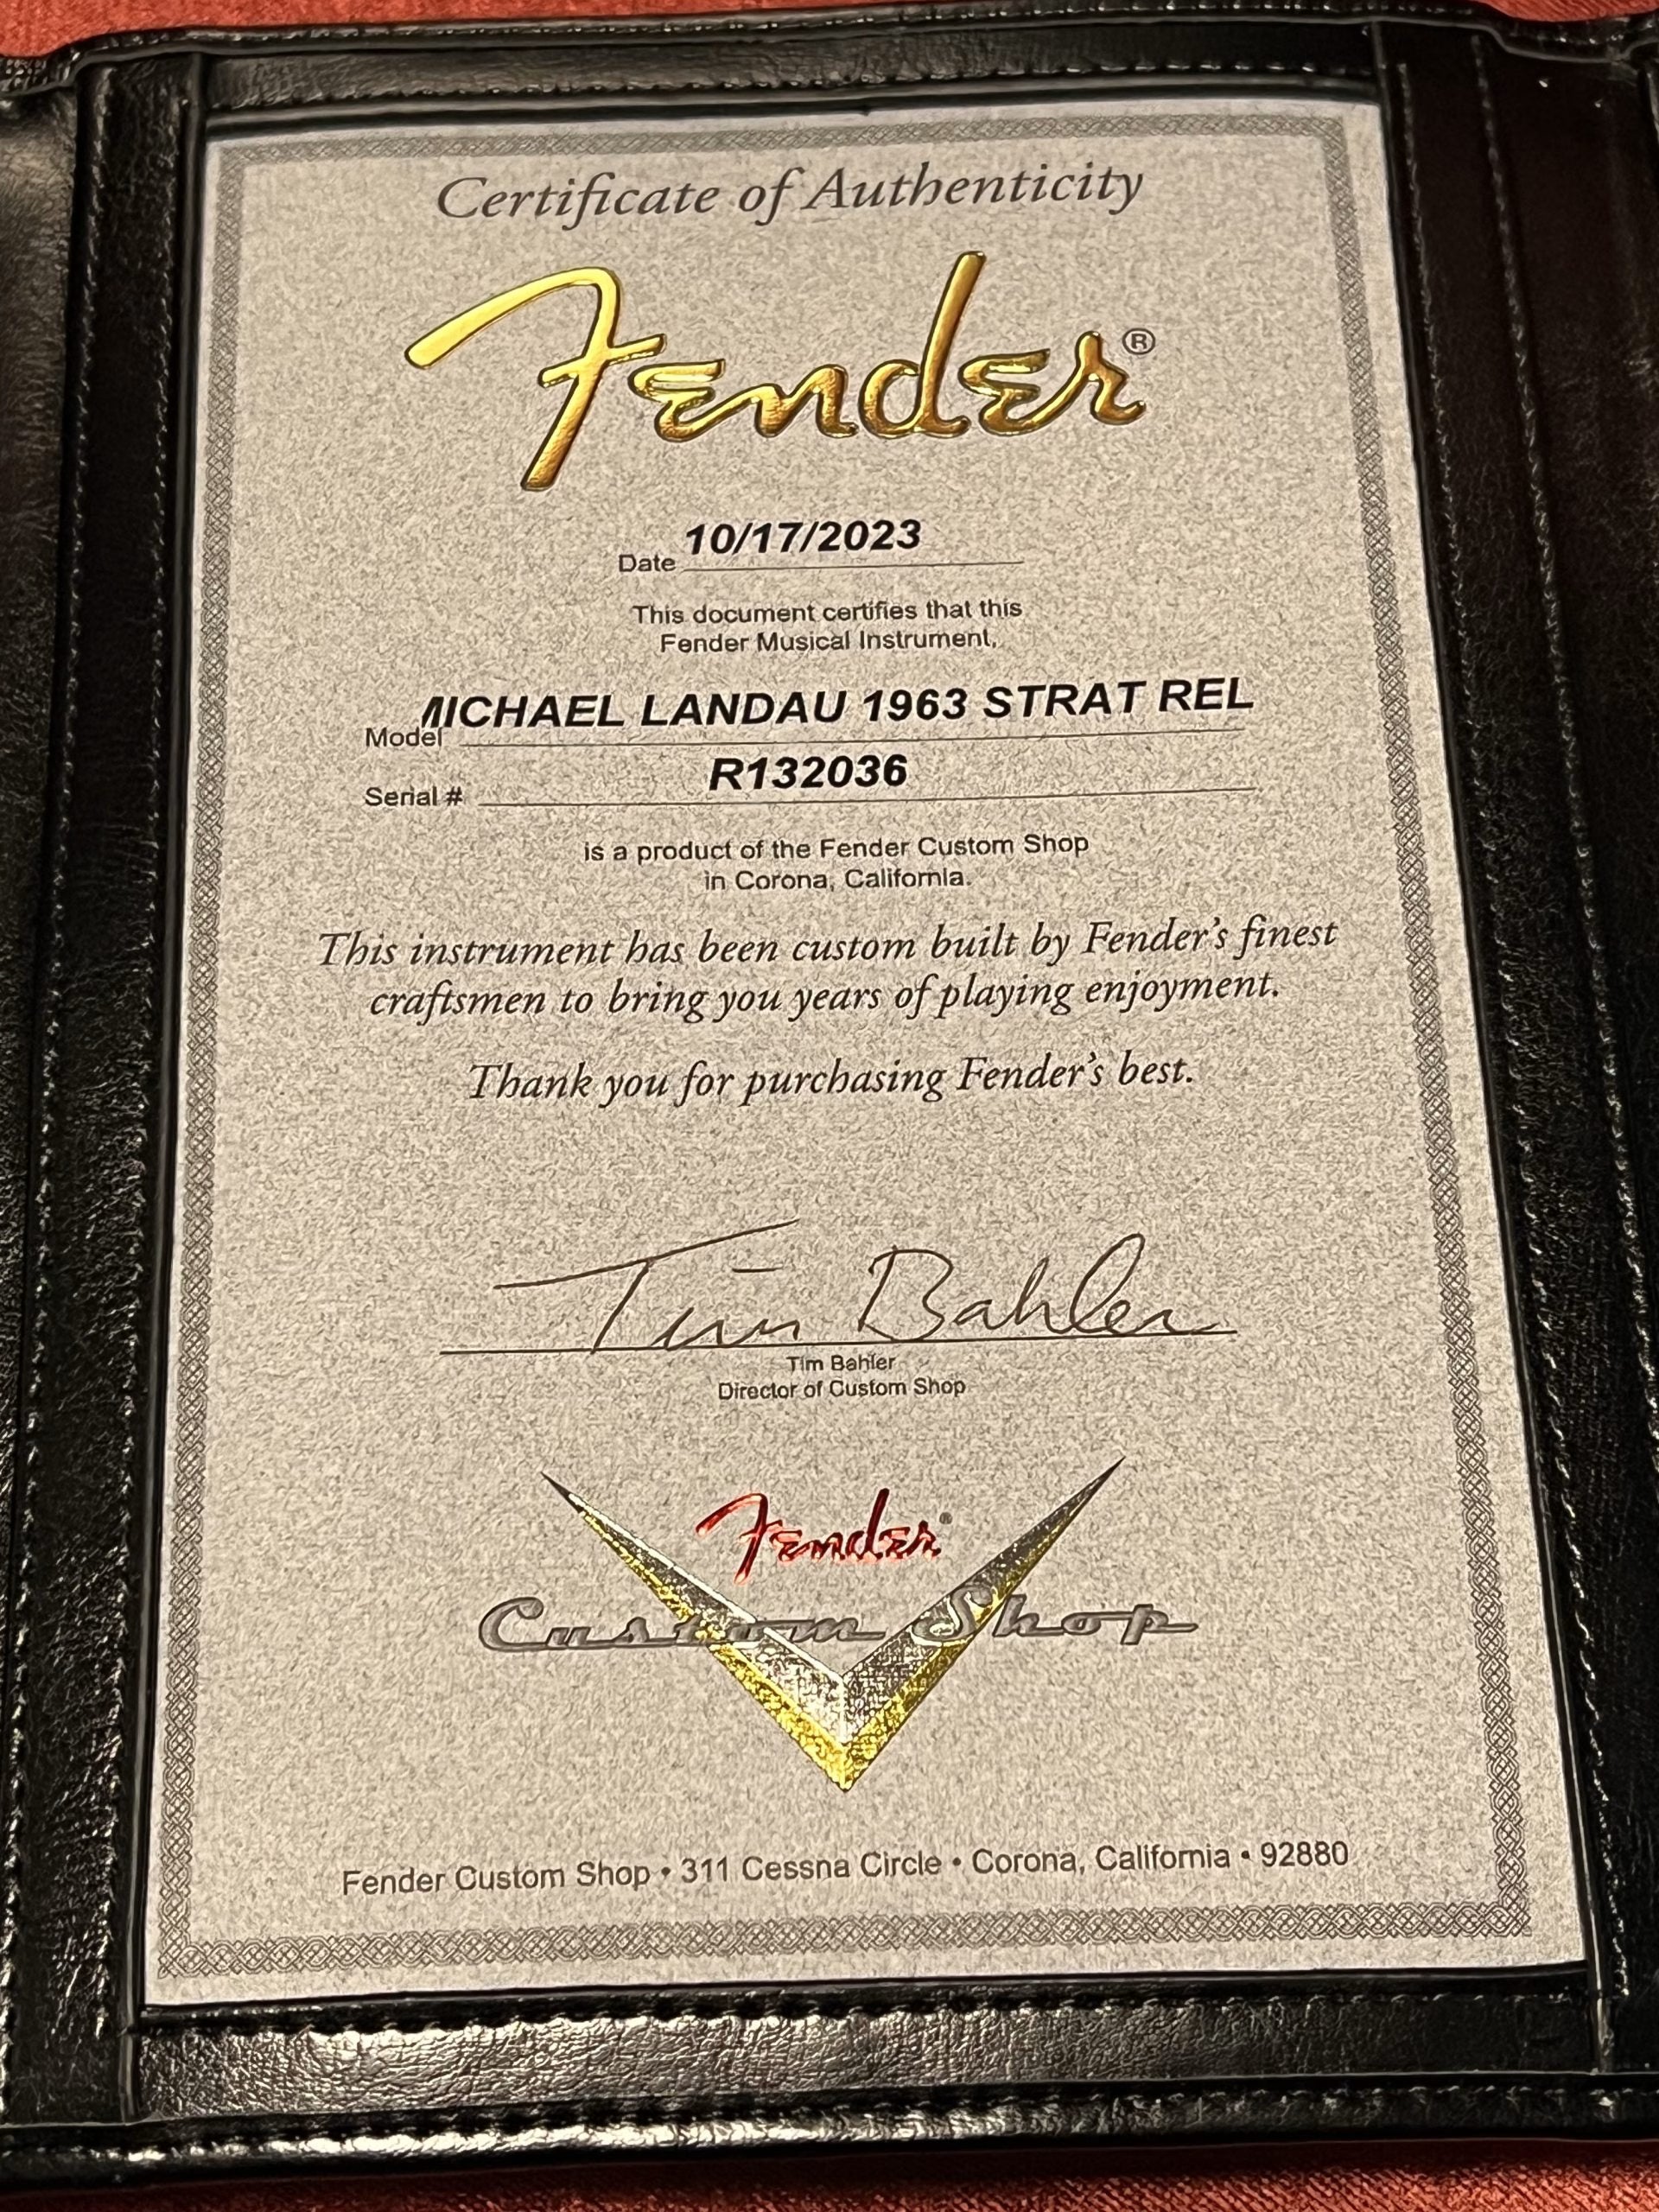 Certificate of Authenticity
Fender®
Date 10/17/2023
This document certifies that this
Fender Musical Instrument,
Model MICHAEL LANDAU 1963 STRAT REL
Serial # R132036
is a product of the Fender Custom Shop
in Corona, California.
This instrument has been custom built by Fender's finest
craftsmen to bring you years of playing enjoyment.
Thank you for purchasing Fender's best.
Tim Bahler
Tim Bahler
Director of Custom Shop
Fender®
Custom Shop
Fender Custom Shop • 311 Cessna Circle • Corona, California • 92880